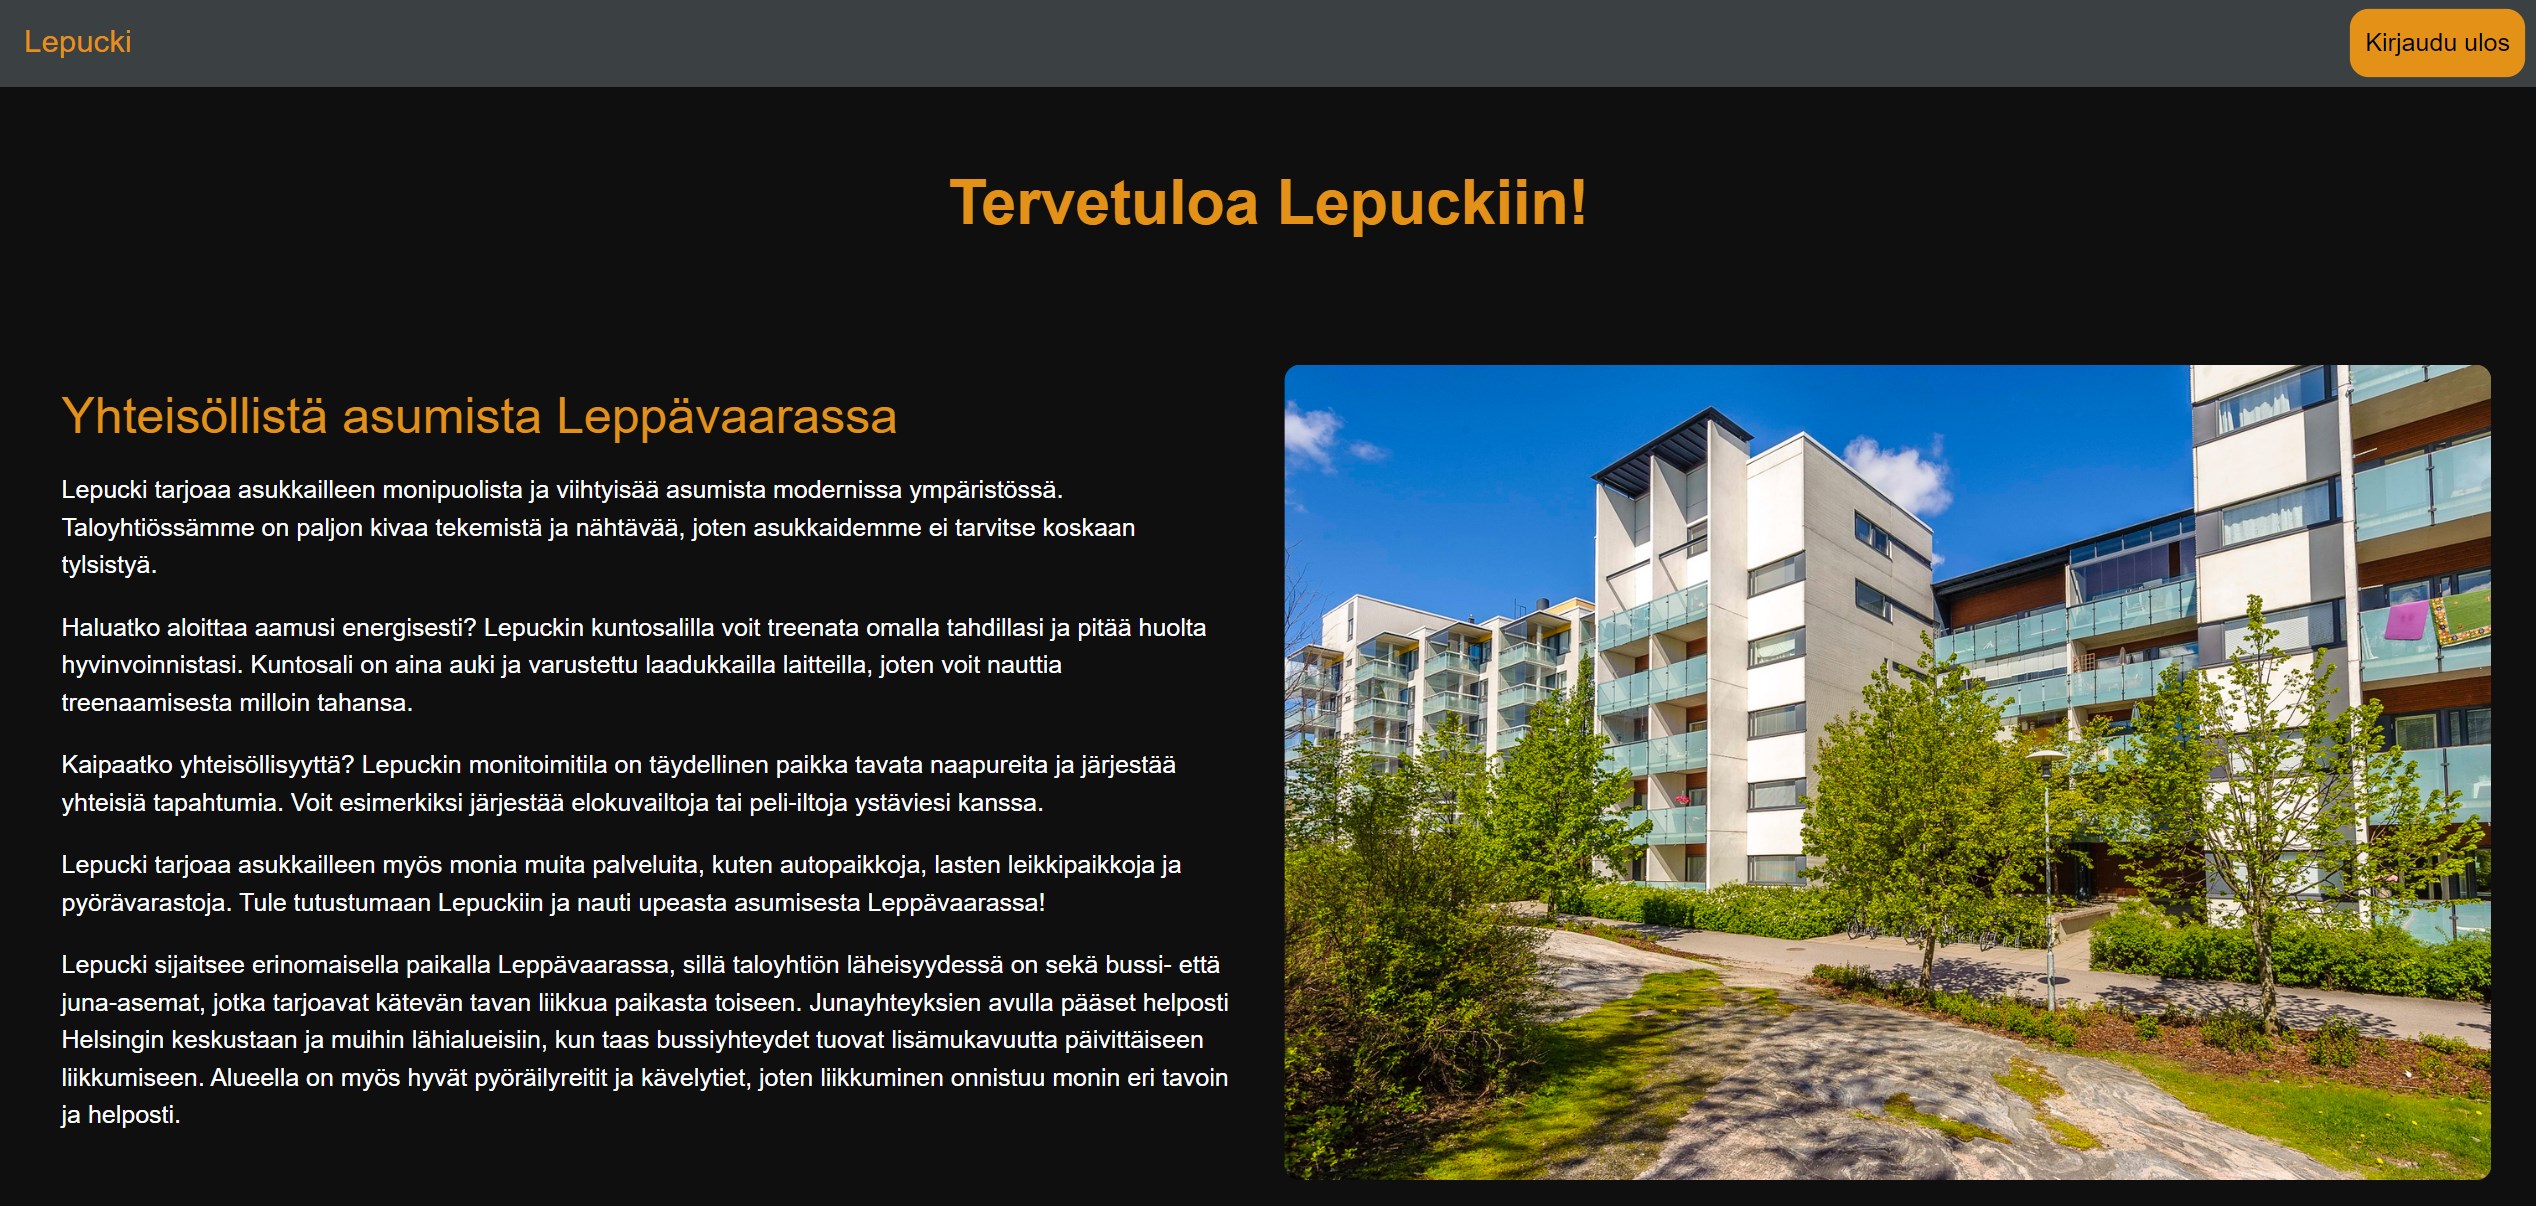 Lepucki
Kirjaudu ulos
Tervetuloa Lepuckiin!
Yhteisöllistä asumista Leppävaarassa
Lepucki tarjoaa asukkailleen monipuolista ja viihtyisää asumista modernissa ympäristössä.
Taloyhtiössämme on paljon kivaa tekemistä ja nähtävää, joten asukkaidemme ei tarvitse koskaan
tylsistyä.
Haluatko aloittaa aamusi energisesti? Lepuckin kuntosalilla voit treenata omalla tahdillasi ja pitää huolta
hyvinvoinnistasi. Kuntosali on aina auki ja varustettu laadukkailla laitteilla, joten voit nauttia
treenaamisesta milloin tahansa.
Kaipaatko yhteisöllisyyttä? Lepuckin monitoimitila on täydellinen paikka tavata naapureita ja järjestää
yhteisiä tapahtumia. Voit esimerkiksi järjestää elokuvailtoja tai peli-iltoja ystäviesi kanssa.
Lepucki tarjoaa asukkailleen myös monia muita palveluita, kuten autopaikkoja, lasten leikkipaikkoja ja
pyörävarastoja. Tule tutustumaan Lepuckiin ja nauti upeasta asumisesta Leppävaarassa!
Lepucki sijaitsee erinomaisella paikalla Leppävaarassa, sillä taloyhtiön läheisyydessä on sekä bussi- että
juna-asemat, jotka tarjoavat kätevän tavan liikkua paikasta toiseen. Junayhteyksien avulla pääset helposti
Helsingin keskustaan ja muihin lähialueisiin, kun taas bussiyhteydet tuovat lisämukavuutta päivittäiseen
liikkumiseen. Alueella on myös hyvät pyöräilyreitit ja kävelytiet, joten liikkuminen onnistuu monin eri tavoin
ja helposti.